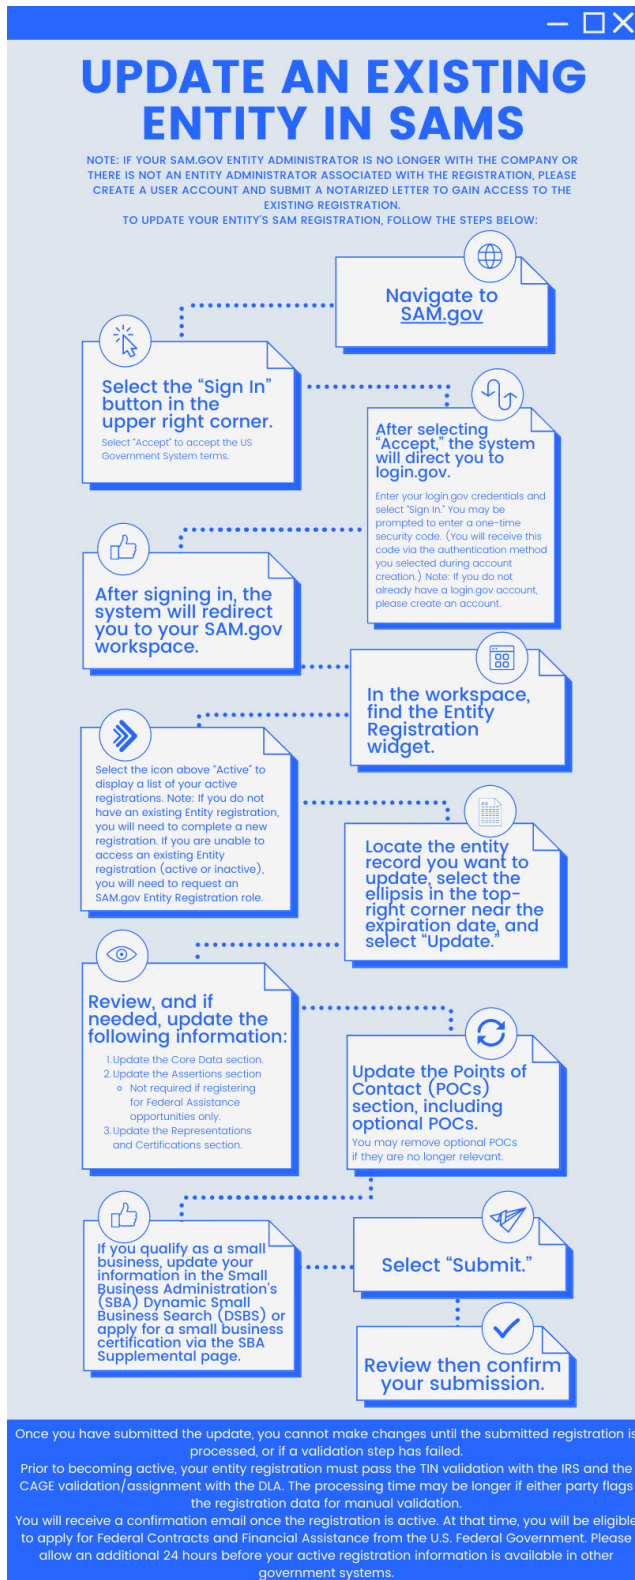 UPDATE AN EXISTING
ENTITY IN SAMS
NOTE: IF YOUR SAM.GOV ENTITY ADMINISTRATOR IS NO LONGER WITH THE COMPANY OR
THERE IS NOT AN ENTITY ADMINISTRATOR ASSOCIATED WITH THE REGISTRATION, PLEASE
CREATE A USER ACCOUNT AND SUBMIT A NOTARIZED LETTER TO GAIN ACCESS TO THE
EXISTING REGISTRATION.
TO UPDATE YOUR ENTITY'S SAM REGISTRATION, FOLLOW THE STEPS BELOW:
Navigate to
SAM.gov
Select the “Sign In”
button in the
upper right corner.
Select “Accept” to accept the US
Government System terms.
After selecting
“Accept,” the system
will direct you to
login.gov.
Enter your login.gov credentials and
select “Sign In.” You may be
prompted to enter a one-time
security code. (You will receive this
code via the authentication method
you selected during account
creation.) Note: If you do not
already have a login.gov account,
please create an account.
After signing in, the
system will redirect
you to your SAM.gov
workspace.
In the workspace,
find the Entity
Registration
widget.
Select the icon above “Active” to
display a list of your active
registrations. Note: If you do not
have an existing Entity registration,
you will need to complete a new
registration. If you are unable to
access an existing Entity
registration (active or inactive),
you will need to request an
SAM.gov Entity Registration role.
Locate the entity
record you want to
update, select the
ellipsis in the top-
right corner near the
expiration date, and
select “Update.”
Review, and if
needed, update the
following information:
1. Update the Core Data section.
2. Update the Assertions section
Not required if registering
for Federal Assistance
opportunities only.
3. Update the Representations
and Certifications section.
Update the Points of
Contact (POCs)
section, including
optional POCs.
You may remove optional POCs
if they are no longer relevant.
If you qualify as a small
business, update your
information in the Small
Business Administration's
(SBA) Dynamic Small
Business Search (DSBS) or
apply for a small business
certification via the SBA
Supplemental page.
Select “Submit.”
Review then confirm
your submission.
Once you have submitted the update, you cannot make changes until the submitted registration is
processed, or if a validation step has failed.
Prior to becoming active, your entity registration must pass the TIN validation with the IRS and the
CAGE validation/assignment with the DLA. The processing time may be longer if either party flags
the registration data for manual validation.
You will receive a confirmation email once the registration is active. At that time, you will be eligible
to apply for Federal Contracts and Financial Assistance from the U.S. Federal Government. Please
allow an additional 24 hours before your active registration information is available in other
government systems.